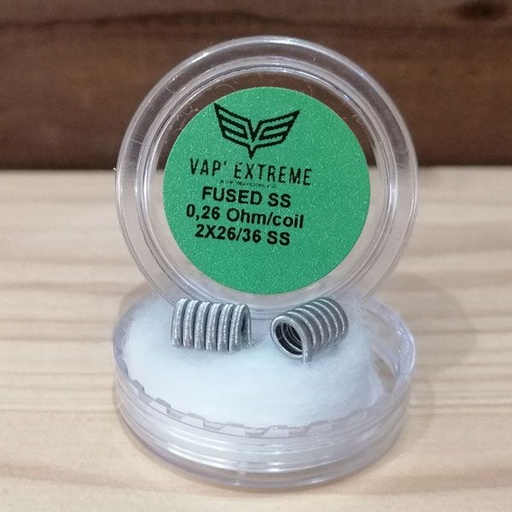 VAP' EXTREME
FUSED SS
0,26 Ohm/coil
2X26/36 SS